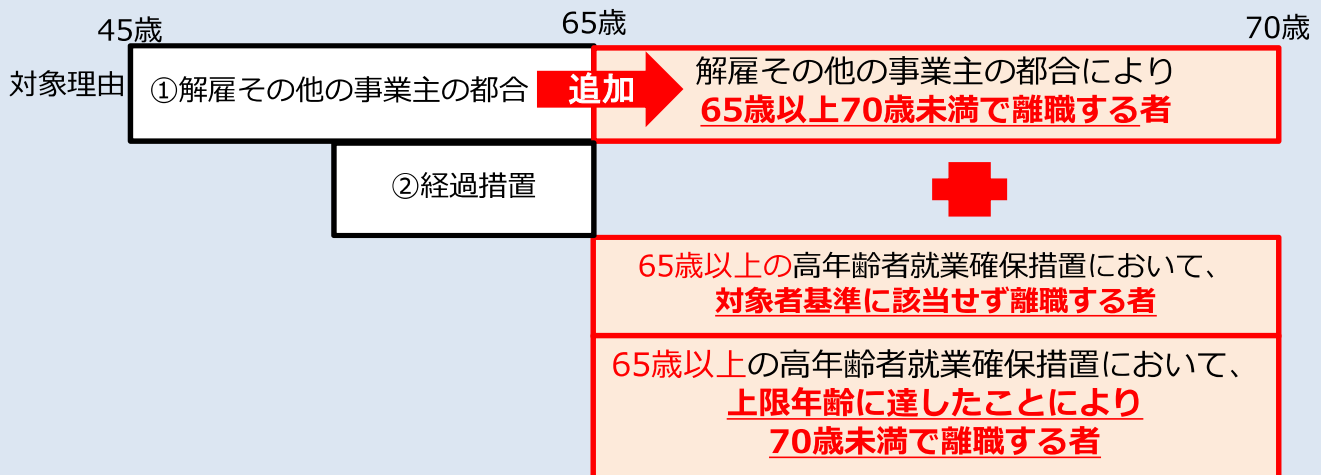 45歳
65歳
70歳
対象理由
①解雇その他の事業主の都合
追加
解雇その他の事業主の都合により
65歳以上70歳未満で離職する者
②経過措置
65歳以上の高年齢者就業確保措置において、
対象者基準に該当せず離職する者
65歳以上の高年齢者就業確保措置において、
上限年齢に達したことにより
70歳未満で離職する者